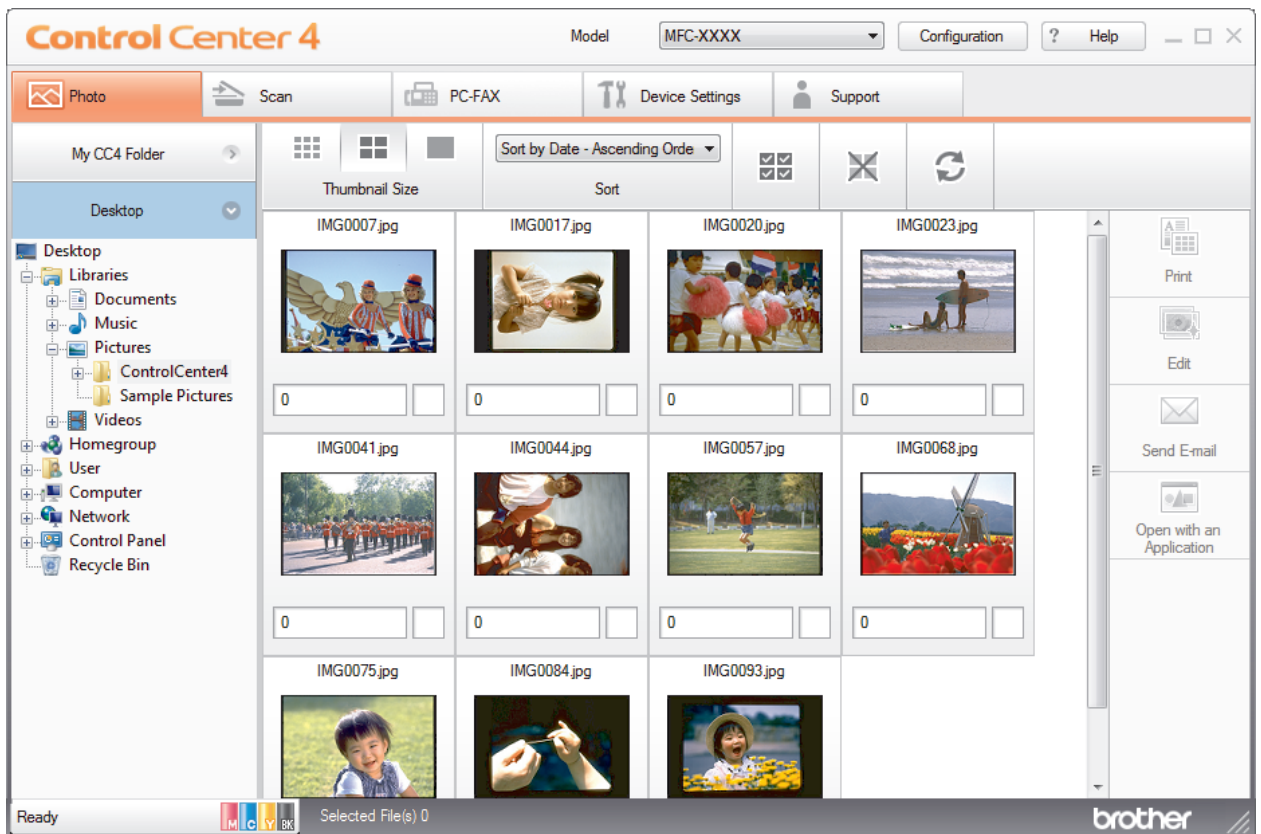 Control Center 4
Model
MFC-XXXX
Configuration
? Help
Photo
Scan
PC-FAX
Device Settings
Support
My CC4 Folder
Desktop
Thumbnail Size
Sort by Date - Ascending Orde
Sort
Desktop
Libraries
Documents
Music
Pictures
ControlCenter4
Sample Pictures
Videos
Homegroup
User
Computer
Network
Control Panel
Recycle Bin
IMG0007.jpg
IMG0017.jpg
IMG0020.jpg
IMG0023.jpg
0
0
0
0
IMG0041.jpg
IMG0044.jpg
IMG0057.jpg
IMG0068.jpg
0
0
0
0
IMG0075.jpg
IMG0084.jpg
IMG0093.jpg
Print
Edit
Send E-mail
Open with an
Application
Ready
M C Y BK
Selected File(s) 0
brother